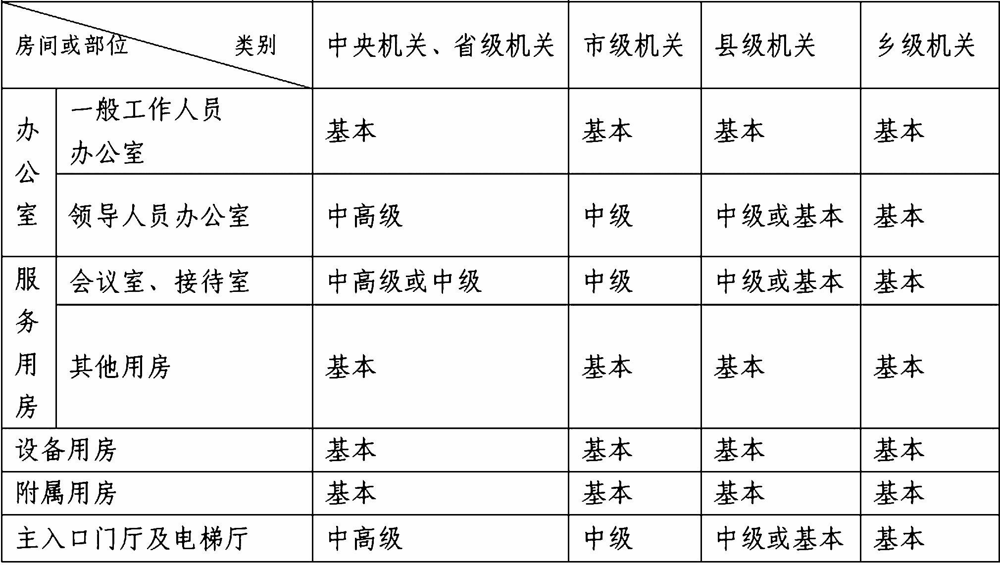 房间或部位 类别 中央机关、省级机关 市级机关 县级机关 乡级机关
办公室
一般工作人员
办公室
基本 基本 基本 基本
领导人员办公室 中高级 中级 中级或基本 基本
服务用房
会议室、接待室 中高级或中级 中级 中级或基本 基本
其他用房 基本 基本 基本 基本
设备用房 基本 基本 基本 基本
附属用房 基本 基本 基本 基本
主入口门厅及电梯厅 中高级 中级 中级或基本 基本